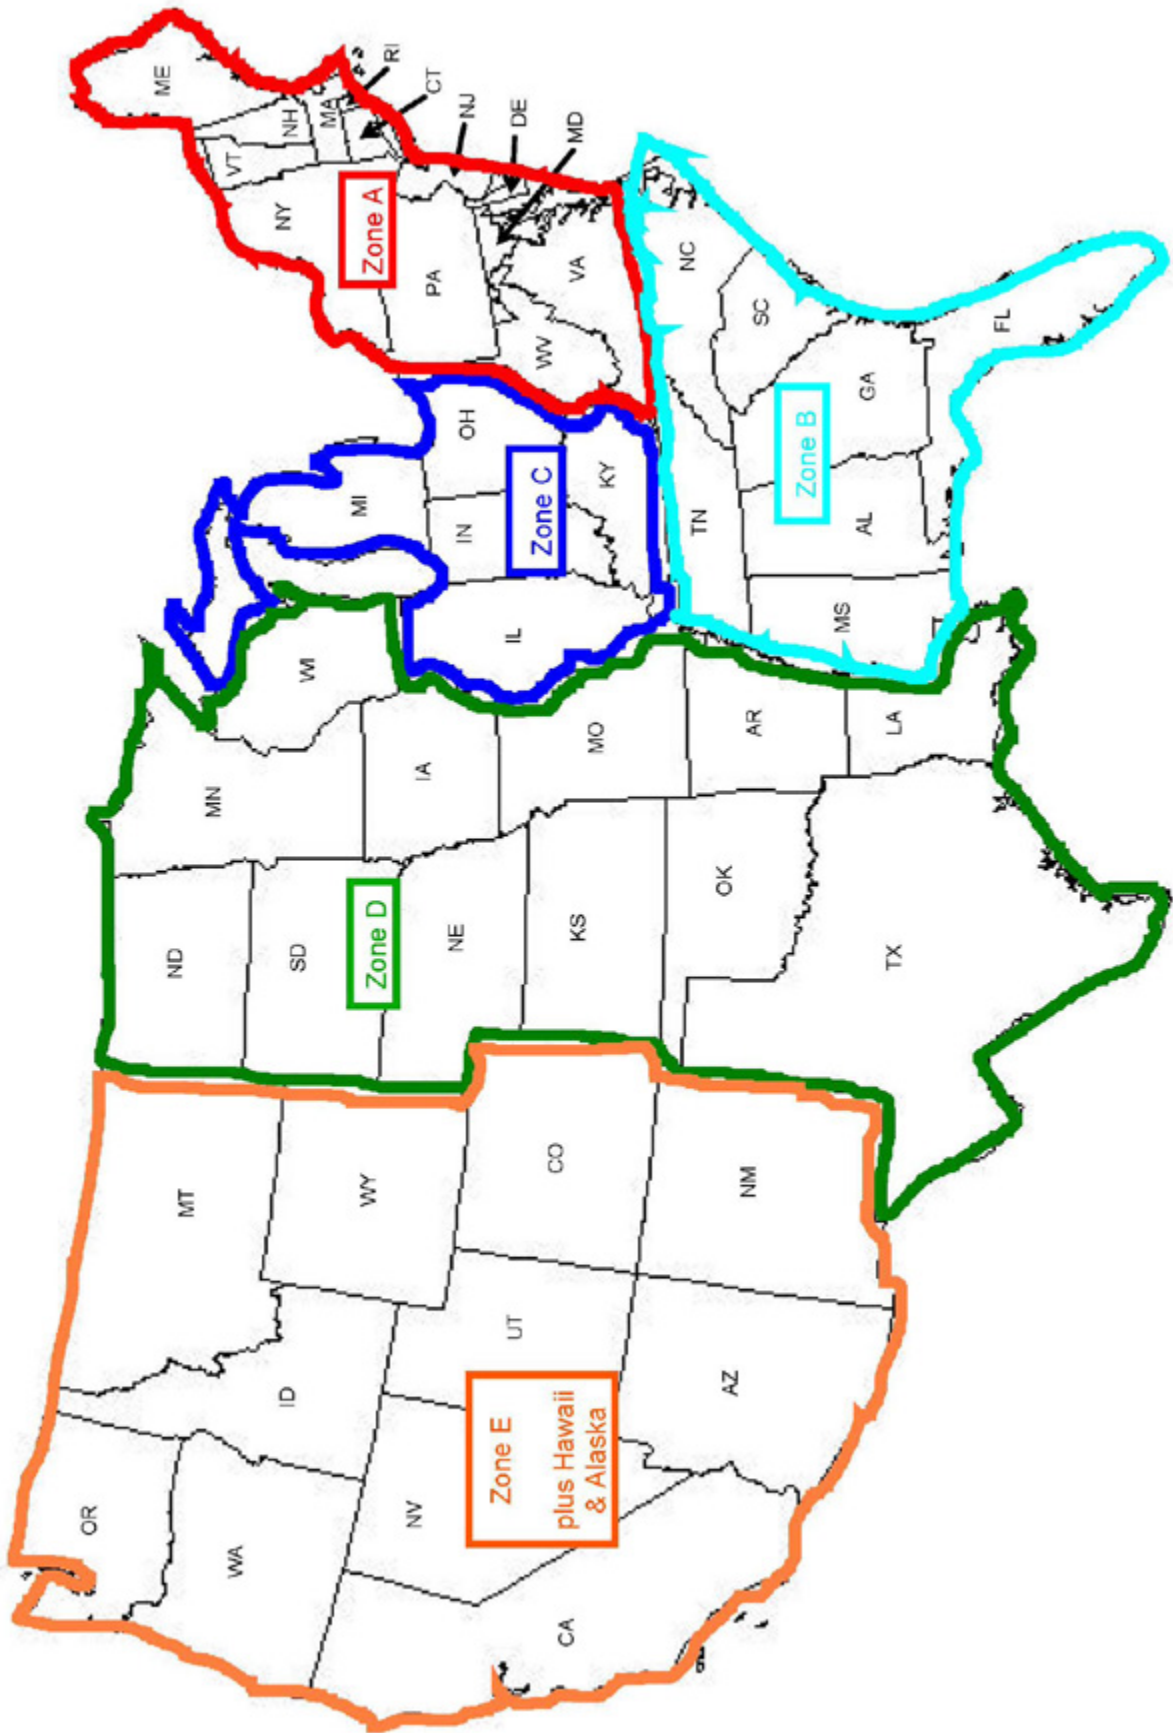 OR
WA
MT
ID
WY
NV
UT
CO
CA
AZ
NM
Zone E
plus Hawaii
& Alaska
ND
MN
SD
WI
Zone D
IA
NE
KS
MO
OK
AR
TX
LA
MI
IL
IN
OH
Zone C
KY
ME
VT
NH
NY
MA
RI
CT
Zone A
NJ
PA
DE
MD
WV
VA
TN
NC
SC
Zone B
MS
AL
GA
FL